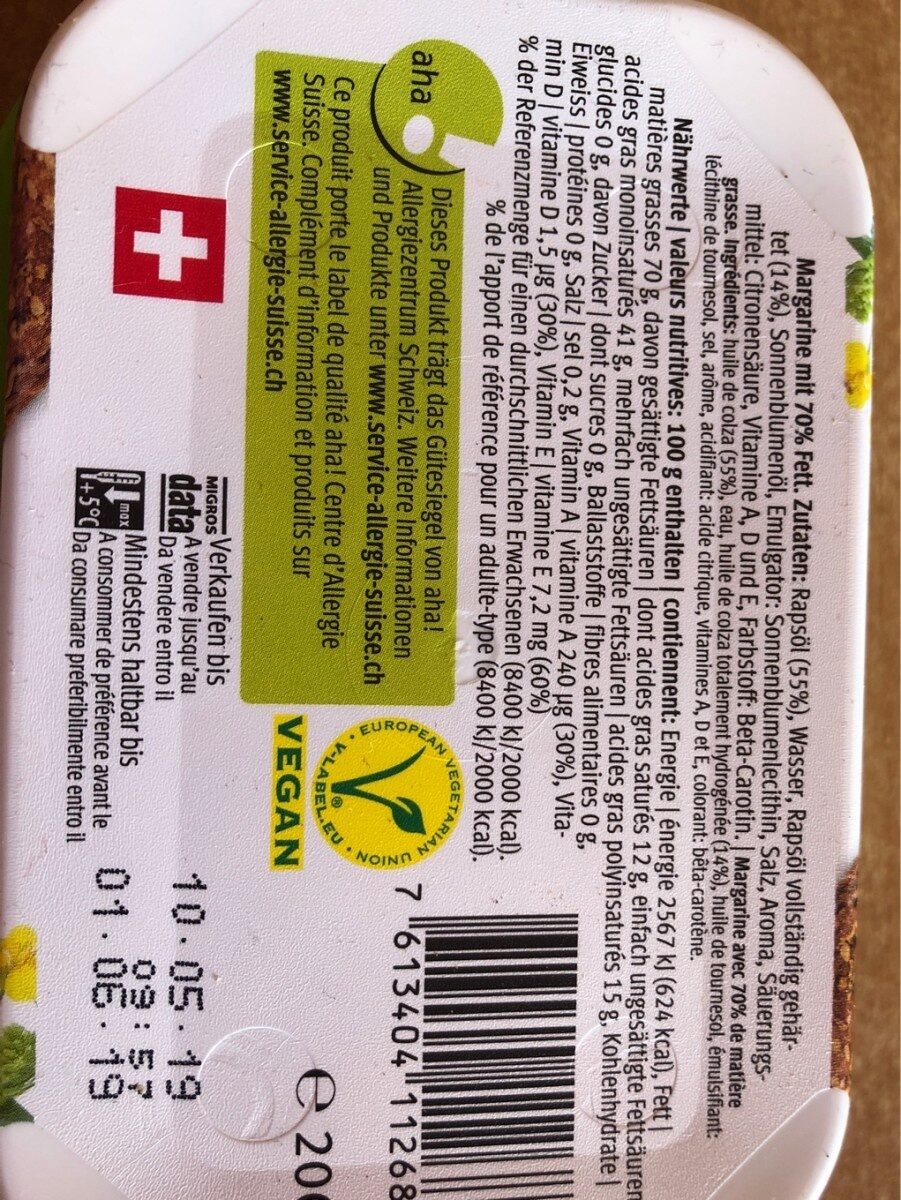 Margarine mit 70% Fett. Zutaten: Rapsöl (55%), Wasser, Rapsöl vollständig gehär-
tet (14%), Sonnenblumenöl, Emulgator: Sonnenblumenlecithin, Salz, Aroma, Säuerungs-
mittel: Citronensäure, Vitamine A, D und E, Farbstoff: Beta-Carotin. | Margarine avec 70% de matière
grasse. Ingrédients: huile de colza (55%), eau, huile de colza totalement hydrogénée (14%), huile de tournesol, émulsifiant:
lécithine de tournesol, sel, arôme, acidifiant: acide citrique, vitamines A, D et E, colorant: bêta-carotène.
Nährwerte | valeurs nutritives: 100 g enthalten | contiennent: Energie | énergie 2567 kJ (624 kcal), Fett |
matières grasses 70 g, davon gesättigte Fettsäuren | dont acides gras saturés 12 g, einfach ungesättigte Fettsäuren
acides gras monoinsaturés 41 g, mehrfach ungesättigte Fettsäuren | acides gras polyinsaturés 15 g, Kohlenhydrate |
glucides 0 g, davon Zucker | dont sucres 0 g, Ballaststoffe | fibres alimentaires 0 g,
Eiweiss | protéines 0 g, Salz | sel 0,2 g, Vitamin A | vitamine A 240 µg (30%), Vita-
min D | vitamine D 1,5 µg (30%), Vitamin E | vitamine E 7,2 mg (60%)
% der Referenzmenge für einen durchschnittlichen Erwachsenen (8400 kJ/2000 kcal).
% de l'apport de référence pour un adulte-type (8400 kJ/2000 kcal).
aha
Dieses Produkt trägt das Gütesiegel von aha!
Allergiezentrum Schweiz. Weitere Informationen
und Produkte unter www.service-allergie-suisse.ch
Ce produit porte le label de qualité aha! Centre d'Allergie
Suisse. Complément d'information et produits sur
www.service-allergie-suisse.ch
EUROPEAN VEGETARIAN UNION
V-LABEL.EU
®
VEGAN
7 613404 11268
e 20
MIGROS
data
Verkaufen bis
A vendre jusqu'au
Da vendere entro il
10.05.19
09:57
max
+5°C
Mindestens haltbar bis
A consommer de préférence avant le
Da consumare preferibilmente entro il
01.06.19